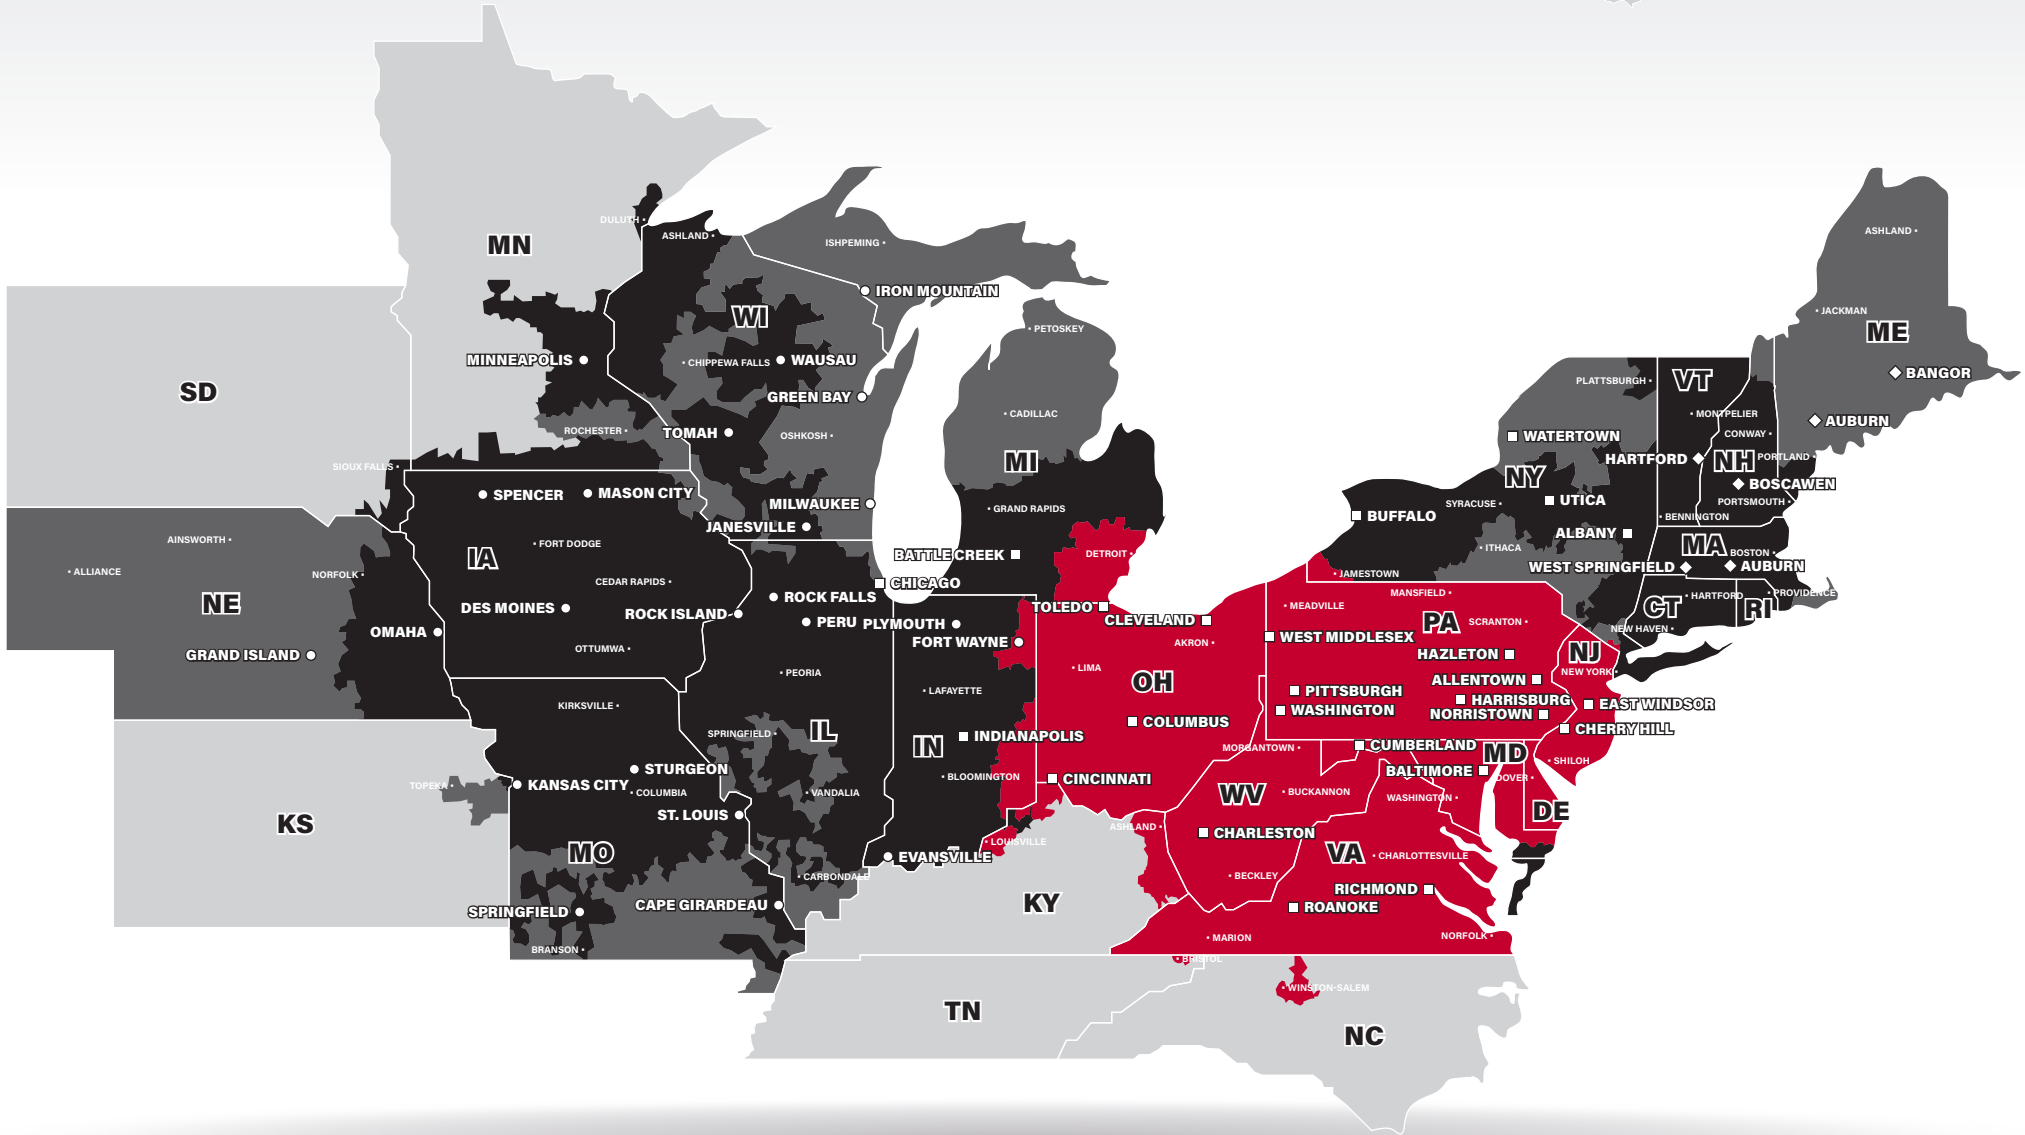 ASHLAND
DULUTH
ASHLAND
MN
ISHPEMING
IRON MOUNTAIN
JACKMAN
WI
PETOSKEY
ME
MINNEAPOLIS
CHIPPEWA FALLS
WAUSAU
BANGOR
PLATTSBURGH
VT
SD
GREEN BAY
CADILLAC
MONTPELIER
AUBURN
ROCHESTER
TOMAH
OSHKOSH
WATERTOWN
CONWAY
SIOUX FALLS
MI
HARTFORD
NH
PORTLAND
NY
BOSCAWEN
SPENCER
MASON CITY
MILWAUKEE
GRAND RAPIDS
SYRACUSE
UTICA
PORTSMOUTH
JANESVILLE
BUFFALO
BENNINGTON
AINSWORTH
FORT DODGE
IA
BATTLE CREEK
DETROIT
ITHACA
ALBANY
MA
BOSTON
ALLIANCE
NORFOLK
CEDAR RAPIDS
CHICAGO
JAMESTOWN
WEST SPRINGFIELD
AUBURN
NE
DES MOINES
ROCK ISLAND
ROCK FALLS
TOLEDO
MEADVILLE
MANSFIELD
CT
HARTFORD
RI
PROVIDENCE
OMAHA
PERU
PLYMOUTH
CLEVELAND
PA
SCRANTON
NEW HAVEN
GRAND ISLAND
OTTUMWA
FORT WAYNE
AKRON
WEST MIDDLESEX
HAZLETON
NJ
PEORIA
LIMA
OH
ALLENTOWN
NEW YORK
KIRKSVILLE
LAFAYETTE
PITTSBURGH
HARRISBURG
EAST WINDSOR
WASHINGTON
NORRISTOWN
SPRINGFIELD
IL
IN
INDIANAPOLIS
COLUMBUS
CHERRY HILL
MORGANTOWN
CUMBERLAND
MD
SHILOH
TOPEKA
KANSAS CITY
STURGEON
BLOOMINGTON
CINCINNATI
BALTIMORE
DOVER
COLUMBIA
VANDALIA
WV
BUCKANNON
WASHINGTON
DE
KS
ST. LOUIS
ASHLAND
CHARLESTON
MO
EVANSVILLE
LOUISVILLE
VA
CHARLOTTESVILLE
CARBONDALE
BECKLEY
RICHMOND
SPRINGFIELD
CAPE GIRARDEAU
KY
ROANOKE
BRANSON
MARION
NORFOLK
BRISTOL
WINSTON-SALEM
TN
NC